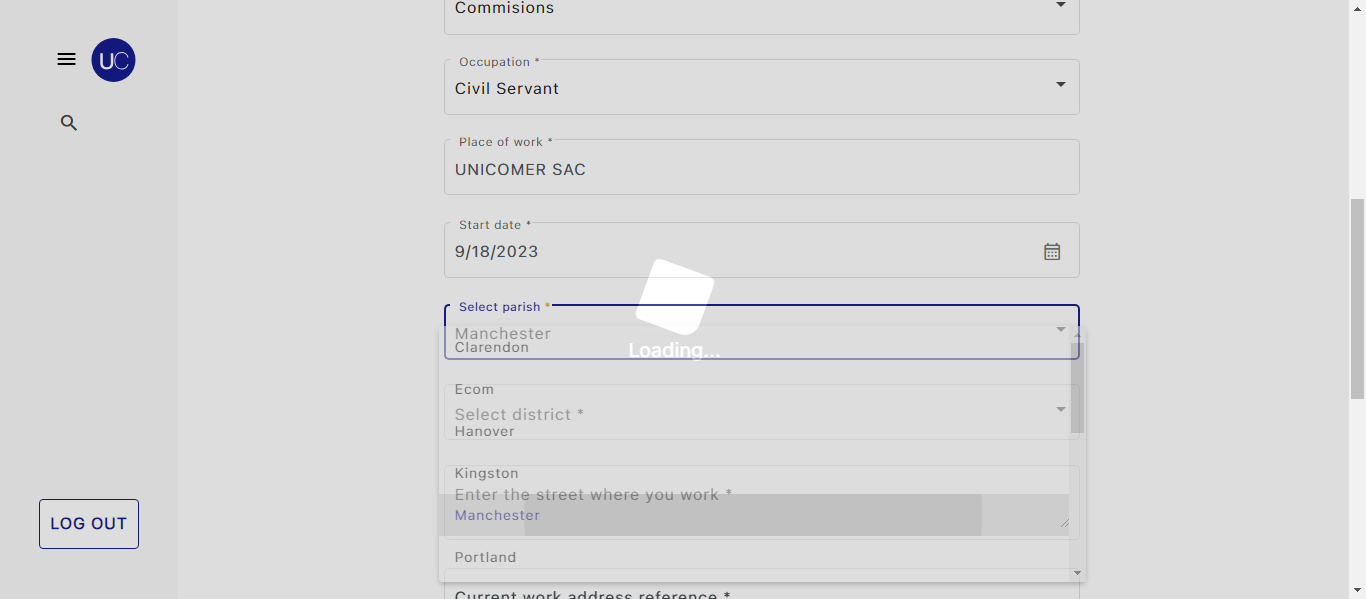 Commisions
UC
Occupation *
Civil Servant
Place of work *
UNICOMER SAC
Start date *
9/18/2023
Select parish *
Manchester
Clarendon
Loading...
Ecom
Select district *
Hanover
Kingston
Enter the street where you work *
Manchester
LOG OUT
Portland
Current work address reference *